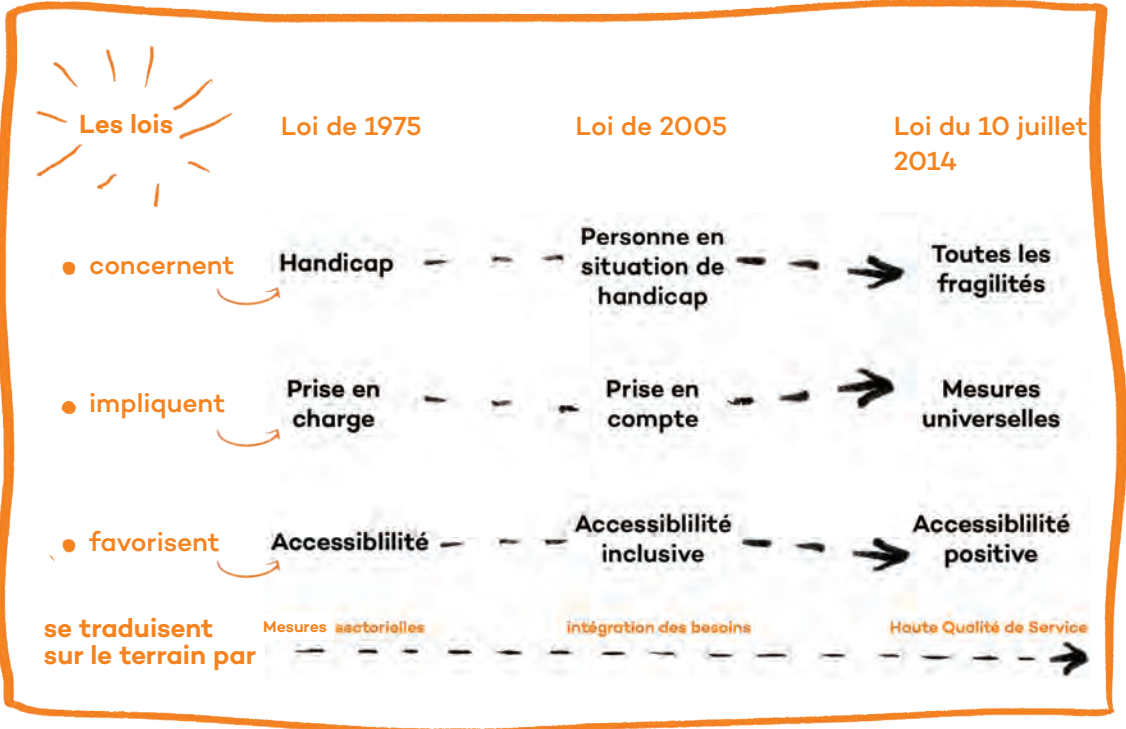 Les lois
Loi de 1975
Loi de 2005
Loi du 10 juillet
2014
concernent
Handicap
Personne en
situation de
handicap
Toutes les
fragilités
impliquent
Prise en
charge
Prise en
compte
Mesures
universelles
favorisent
Accessiblilité
Accessiblilité
inclusive
Accessiblilité
positive
se traduisent
sur le terrain par
Mesures sectorielles
intégration des besoins
Haute Qualité de Service